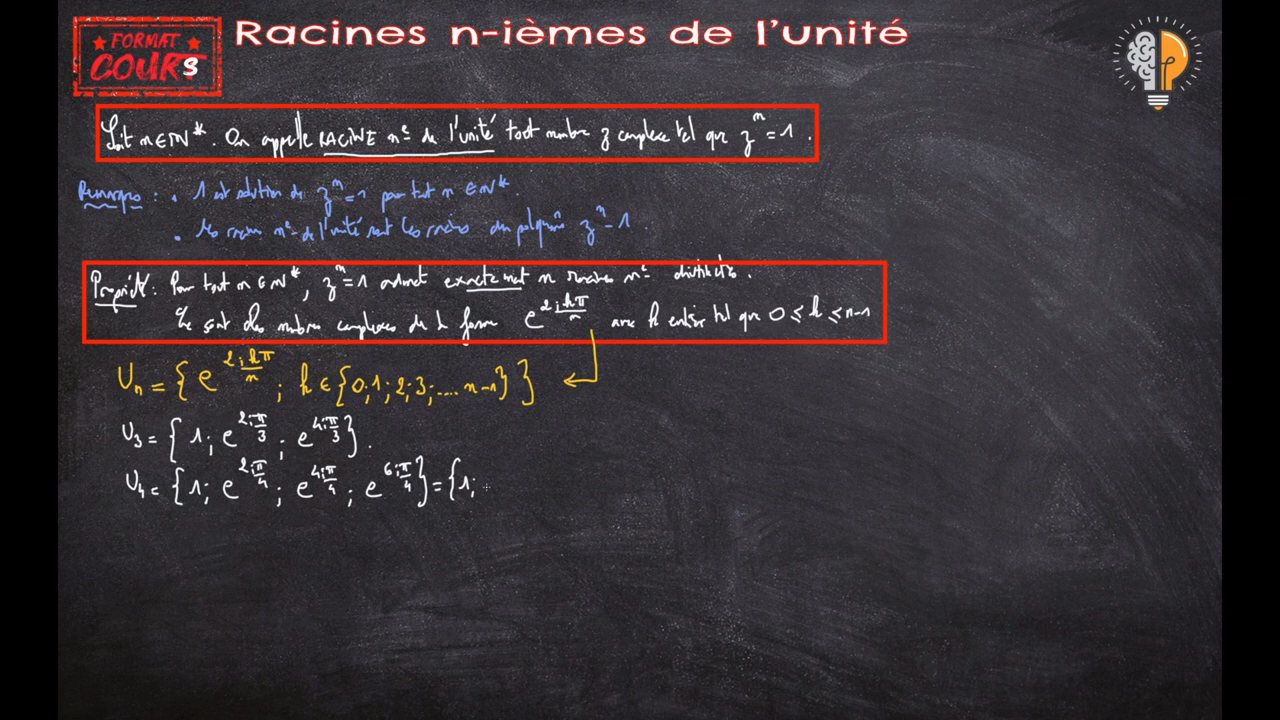 FORMAT
COURS
Racines n-ièmes de l'unité
Soit n ∈ ℕ*. On appelle RACINE nᵉ de l'unité tout nombre z complexe tel que zⁿ = 1.
Remarques : • 1 est solution de zⁿ = 1 pour tout n ∈ ℕ*.
• les racines nᵉ de l'unité sont les racines du polynôme zⁿ - 1
Propriété : Pour tout n ∈ ℕ*, zⁿ = 1 admet exactement n racines nᵉ distinctes.
Ce sont des nombres complexes de la forme e^(2ikπ/n) avec k entier tel que 0 ≤ k ≤ n-1
Uₙ = { e^(2ikπ/n) ; k ∈ {0;1;2;3;....n-1} }
U₃ = { 1; e^(2iπ/3) ; e^(4iπ/3) }.
U₄ = { 1; e^(2iπ/4) ; e^(4iπ/4) ; e^(6iπ/4) } = { 1;